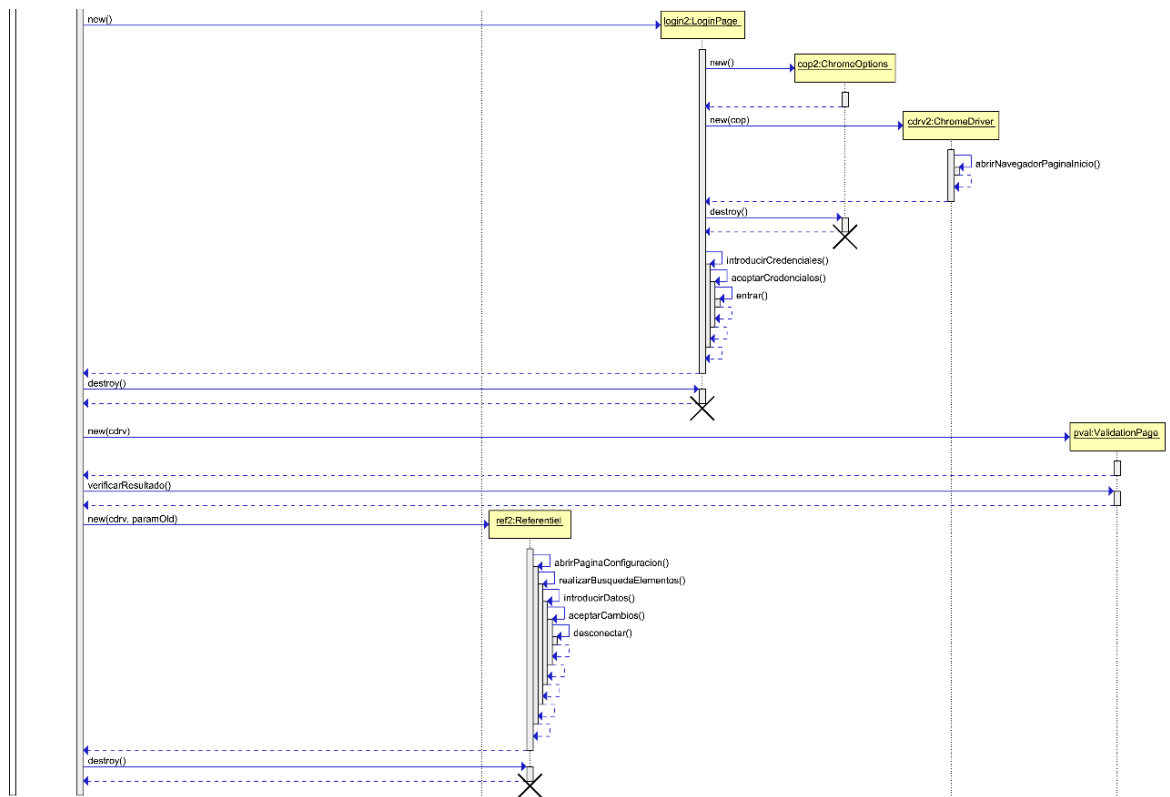 new()
login2:LoginPage
new()
cop2:ChromeOptions
new(cop)
cdrv2:ChromeDriver
abrirNavegadorPaginaInicio()
destroy()
introducirCredenciales()
aceptarCredenciales()
entrar()
destroy()
new(cdrv)
pval:ValidationPage
verificarResultado()
new(cdrv, paramOld)
ref2:Referentiel
abrirPaginaConfiguracion()
realizarBusquedaElementos()
introducirDatos()
aceptarCambios()
desconectar()
destroy()